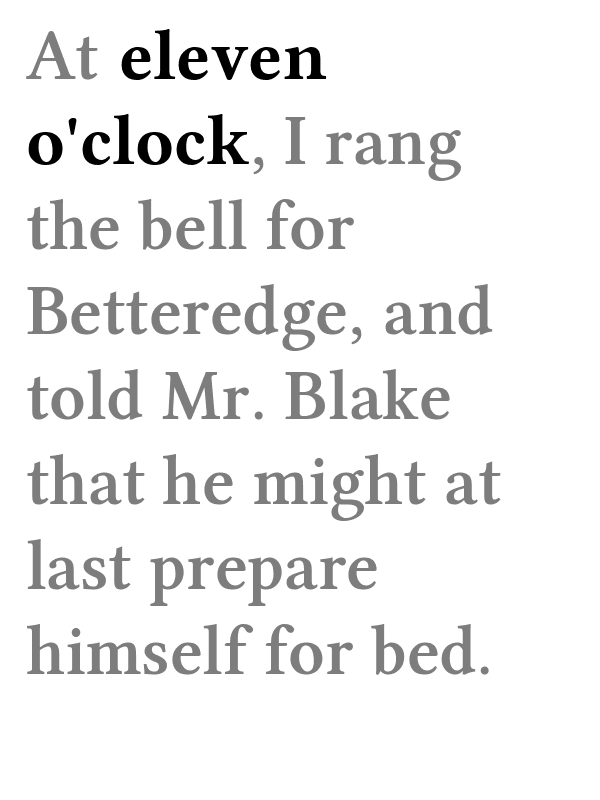 At eleven
o'clock, I rang
the bell for
Betteredge, and
told Mr. Blake
that he might at
last prepare
himself for bed.